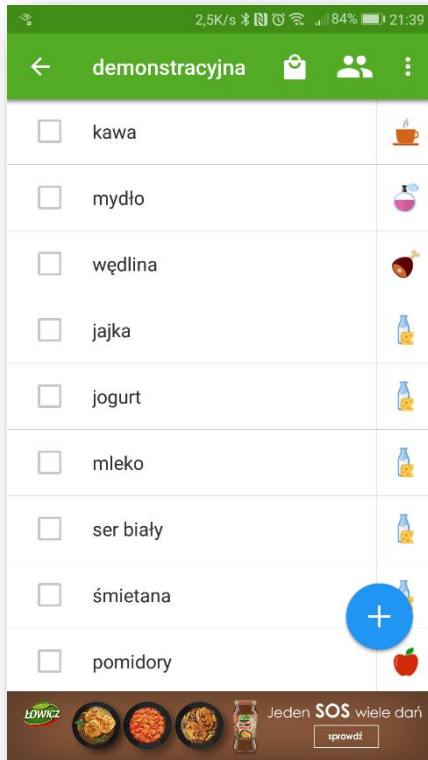 2,5K/s 84% 21:39
demonstracyjna
kawa
mydło
wędlina
jajka
jogurt
mleko
ser biały
śmietana
pomidory
ŁOWICZ
Jeden SOS wiele dań
sprawdź